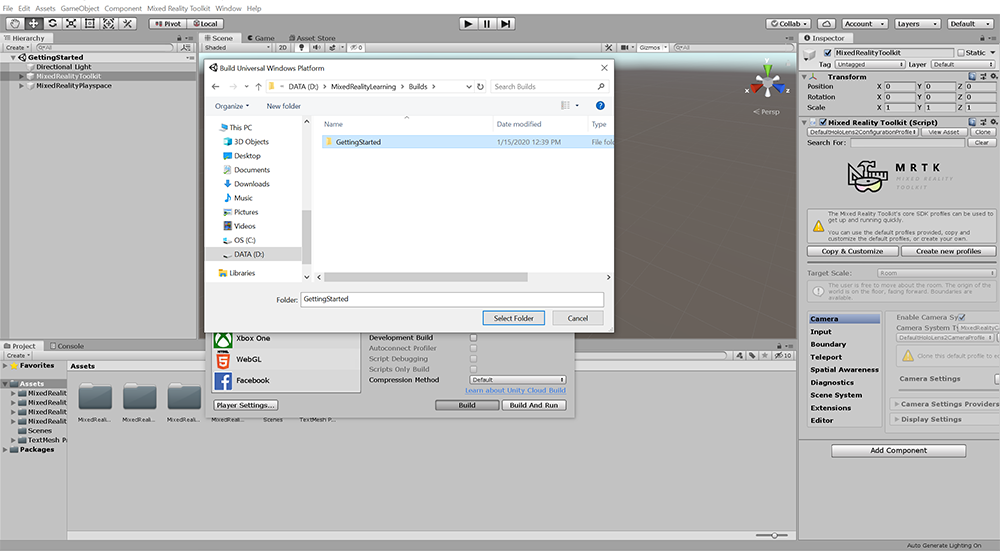 File Edit Assets GameObject Component Mixed Reality Toolkit Window Help
Pivot Local Collab Account Layers Default
Hierarchy
Create All
GettingStarted
Directional Light
MixedRealityToolkit
MixedRealityPlayspace
Scene Game Asset Store
Shaded 2D 0 Gizmos All
Persp
Build Universal Windows Platform
DATA (D:) MixedRealityLearning Builds Search Builds
Organize New folder
Name Date modified Type
GettingStarted 1/15/2020 12:39 PM File fol
This PC
3D Objects
Desktop
Documents
Downloads
Music
Pictures
Videos
OS (C:)
DATA (D:)
Libraries
Folder: GettingStarted
Select Folder Cancel
Xbox One
WebGL
Facebook
Development Build
Autoconnect Profiler
Script Debugging
Scripts Only Build
Compression Method Default
Learn about Unity Cloud Build
Player Settings... Build Build And Run
Project Console
Create 10
Favorites
Assets
MixedRealit
MixedRealit
MixedRealit
MixedRealit
Scenes
TextMesh P
Packages
Assets
MixedReali... MixedReali... MixedReali... MixedReali... Scenes TextMesh P...
Inspector
MixedRealityToolkit Static
Tag Untagged Layer Default
Transform
Position X 0 Y 0 Z 0
Rotation X 0 Y 0 Z 0
Scale X 1 Y 1 Z 1
Mixed Reality Toolkit (Script)
DefaultHoloLens2ConfigurationProfile View Asset Clone
Search For: Clear
MRTK
MIXED REALITY
TOOLKIT
The Mixed Reality Toolkit's core SDK profiles can be used to
get up and running quickly.
You can use the default profiles provided, copy and
customize the default profiles, or create your own.
Copy & Customize Create new profiles
Target Scale: Room
The user is free to move about the room. The origin of the
world is on the floor, facing forward. Boundaries are
available.
Camera
Input
Boundary
Teleport
Spatial Awareness
Diagnostics
Scene System
Extensions
Editor
Enable Camera Sy
Camera System T MixedRealityC
DefaultHoloLens2CameraProfile
Clone this default profile to e
Camera Settings
Camera Settings Providers
Display Settings
Add Component
Auto Generate Lighting On